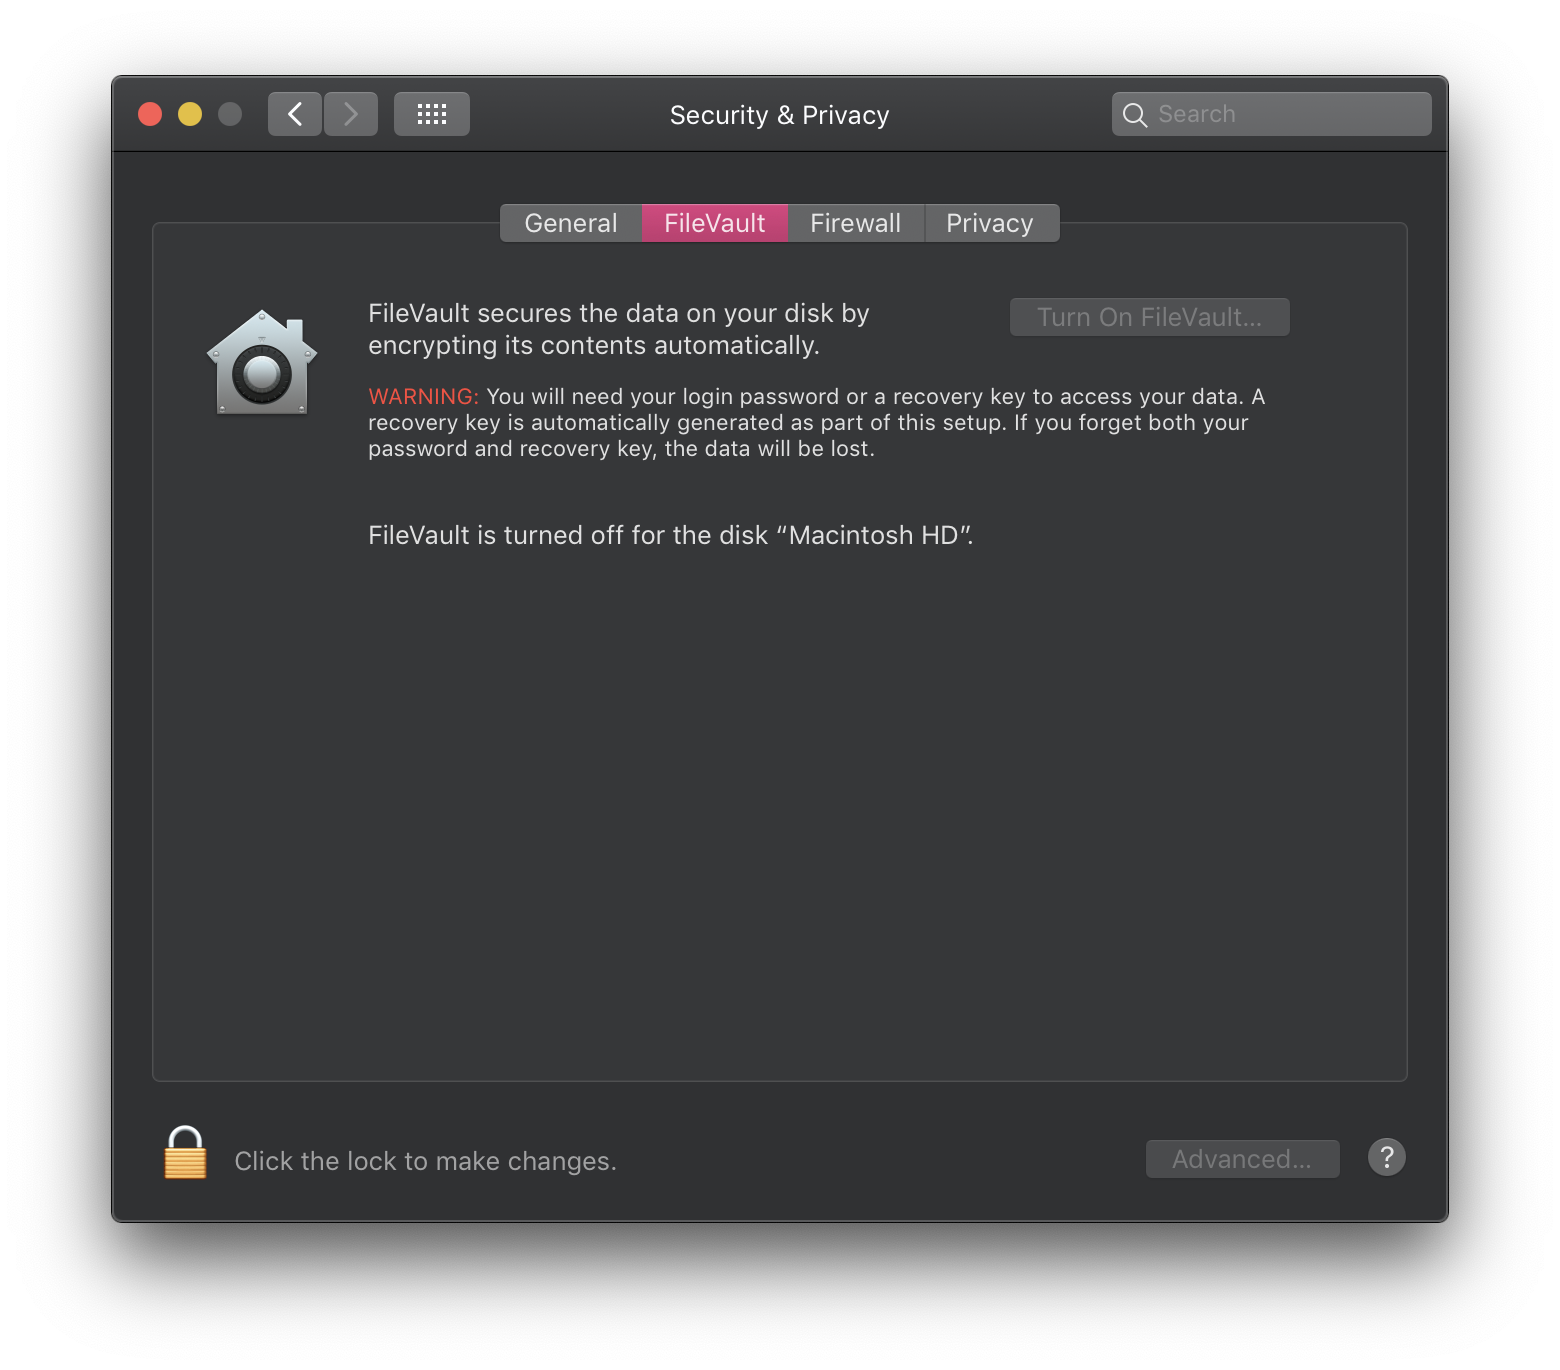 Security & Privacy
Search
General
FileVault
Firewall
Privacy
FileVault secures the data on your disk by
encrypting its contents automatically.
Turn On FileVault...
WARNING: You will need your login password or a recovery key to access your data. A
recovery key is automatically generated as part of this setup. If you forget both your
password and recovery key, the data will be lost.
FileVault is turned off for the disk “Macintosh HD”.
Click the lock to make changes.
Advanced...
?